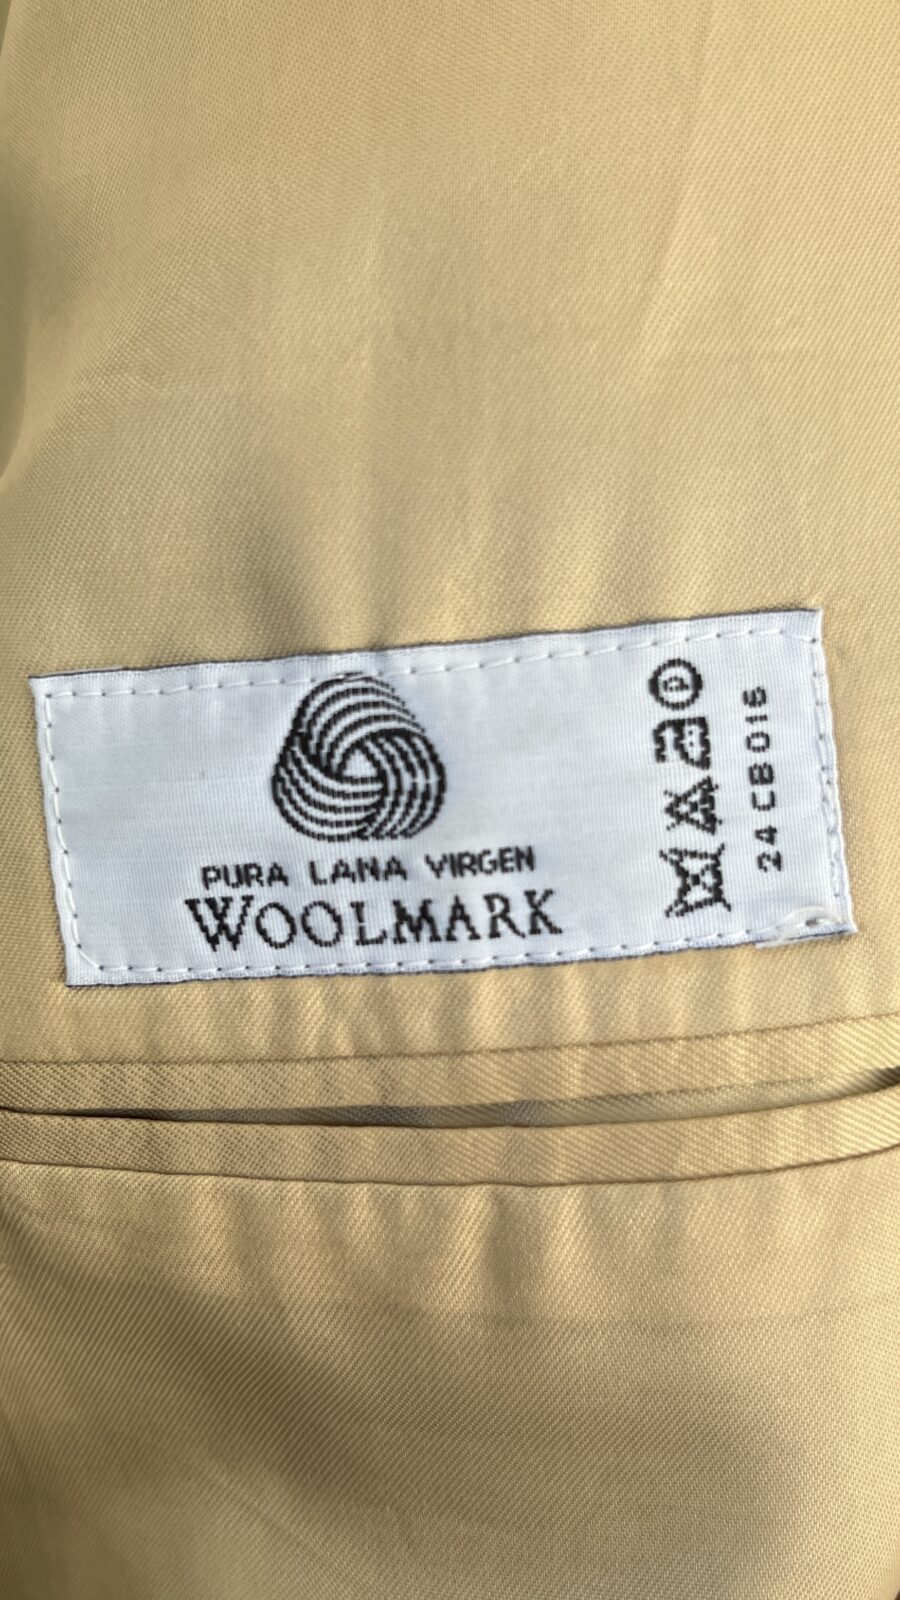 PURA LANA VIRGEN
WOOLMARK
P
24 CB 016